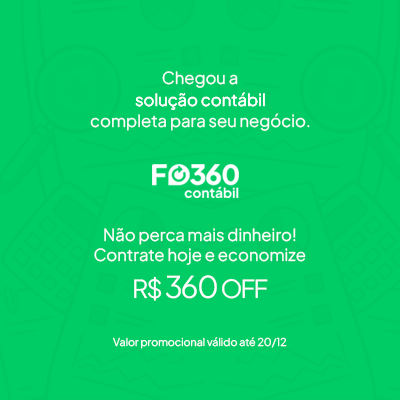 Chegou a
solução contábil
completa para seu negócio.
FD360
contábil
Não perca mais dinheiro!
Contrate hoje e economize
R$ 360 OFF
Valor promocional válido até 20/12